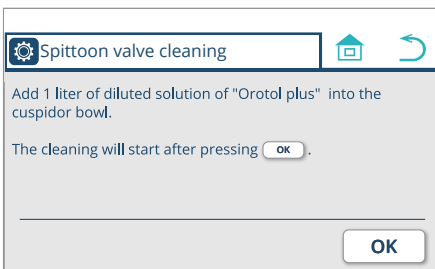 Spittoon valve cleaning
Add 1 liter of diluted solution of "Orotol plus" into the
cuspidor bowl.
The cleaning will start after pressing OK .
OK